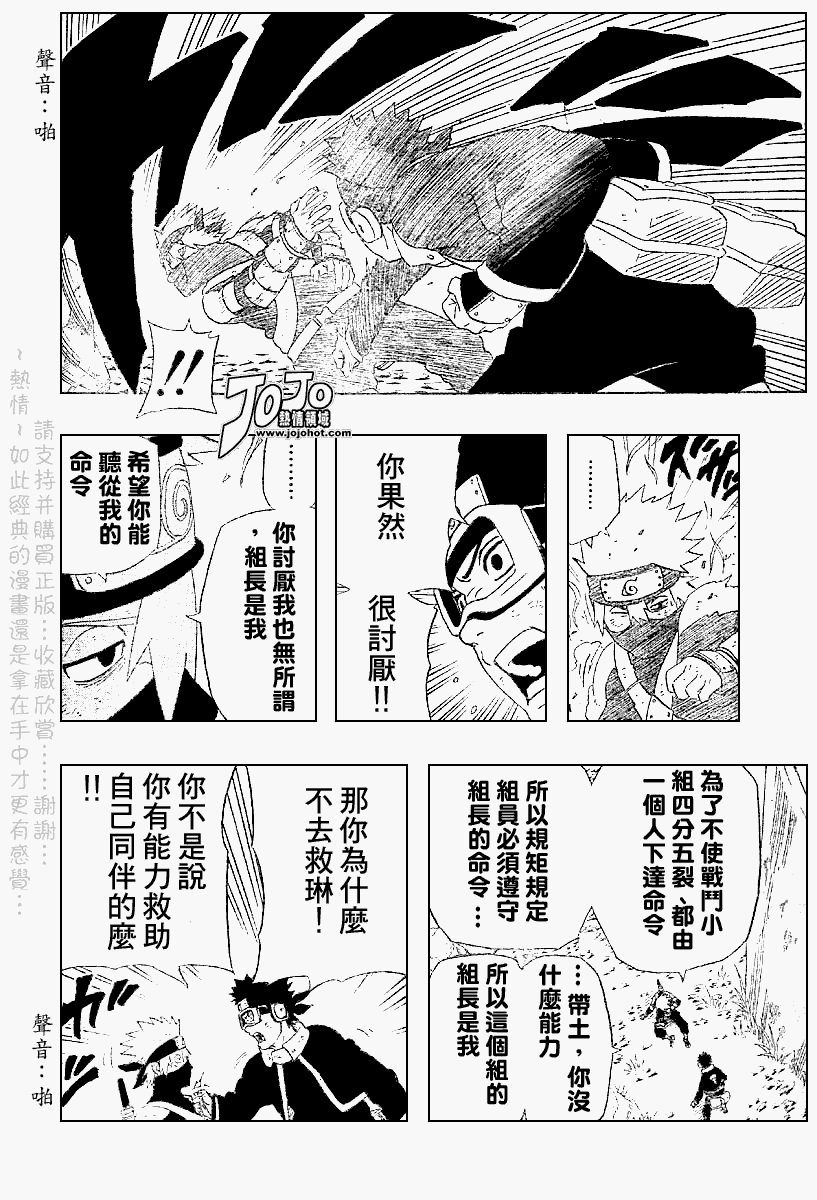 聲音：啪
!!
JOJO
熱情領域
www.jojohot.com
………
你果然
很討厭!!
………
你討厭我也無所謂
，組長是我
希望你能
聽從我的
命令
為了不使戰鬥小
組四分五裂、都由
一個人下達命令
所以規矩規定
組員必須遵守
組長的命令…
…帶土，你沒
什麼能力
所以這個組的
組長是我
那你為什麼
不去救琳！
你不是說
你有能力救助
自己同伴的麼
!!
聲音：啪
請支持并購買正版：收藏欣賞……謝謝：
~熱情~如此經典的漫書還是拿在手中才更有感覺…